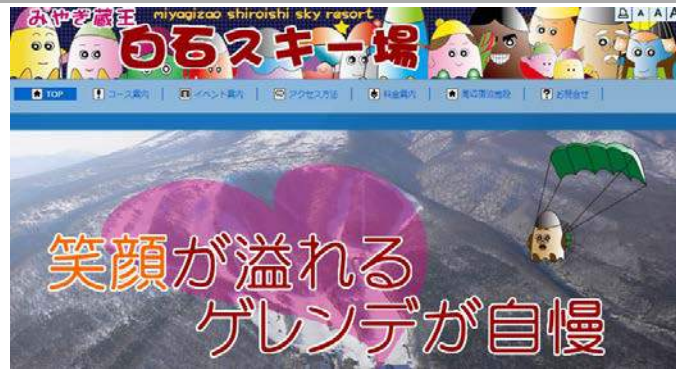 みやぎ蔵王 miyagizao shiroishi sky resort
白石スキー場
A A A
TOP コース案内 イベント案内 アクセス方法 料金案内 周辺宿泊施設 お問合せ
笑顔が溢れる
ゲレンデが自慢